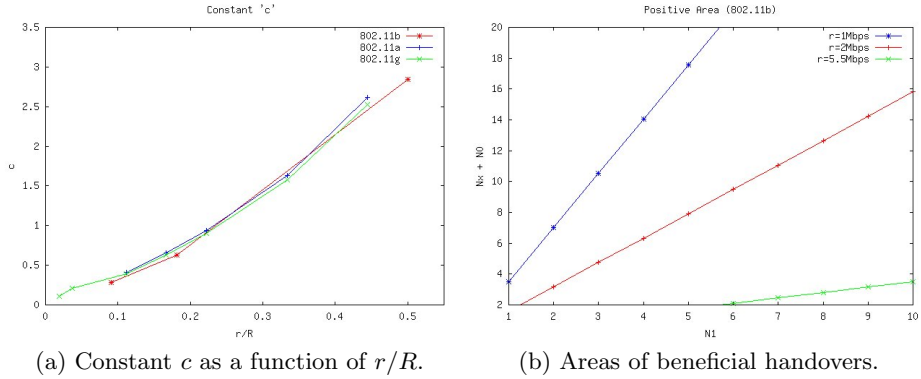 Constant 'c'
3.5
3
2.5
2
1.5
1
0.5
0
c
0 0.1 0.2 0.3 0.4 0.5
r/R
802.11b
802.11a
802.11g
(a) Constant c as a function of r/R.
Positive Area (802.11b)
20
18
16
14
12
10
8
6
4
2
Nx + N0
1 2 3 4 5 6 7 8 9 10
N1
r=1Mbps
r=2Mbps
r=5.5Mbps
(b) Areas of beneficial handovers.